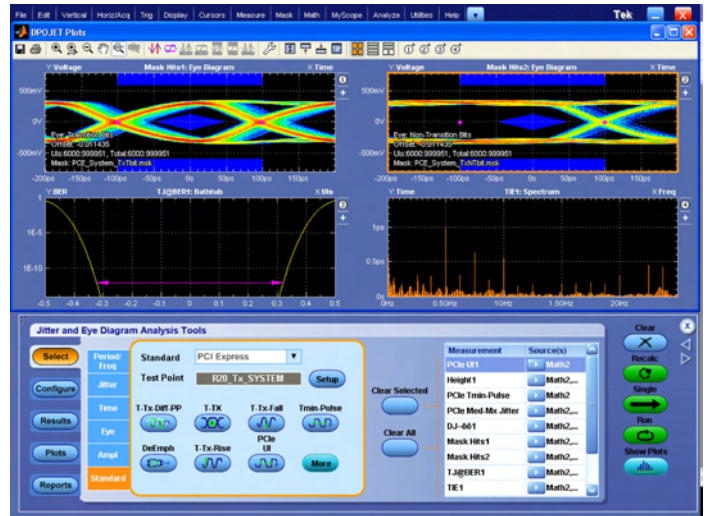 File Edit Vertical Horiz/Acq Trig Display Cursors Measure Mask Math MyScope Analyze Utilities Help Tek
DPOJET Plots
Y:Voltage Mask Hits1: Eye Diagram X:Time
500mV
0V
-500mV
Eye: Transition Bits
Offset: -0.011435
UIs:6000:999951, Total:6000:999951
Mask: PCE_System_TxTbt.msk
-200ps -150ps -100ps -50ps 0s 50ps 100ps 150ps
1
Y:Voltage Mask Hits2: Eye Diagram X:Time
500mV
0V
-500mV
Eye: Non-Transition Bits
Offset: -0.011435
UIs:6000:999951, Total:6000:999951
Mask: PCE_System_TxNTbt.msk
-200ps -150ps -100ps -50ps 0s 50ps 100ps 150ps
2
Y:BER TJ@BER1: Bathtub X:UIs
1
1E-5
1E-10
-0.5 -0.4 -0.3 -0.2 -0.1 0 0.1 0.2 0.3 0.4 0.5
3
Y:Time TIE1: Spectrum X:Freq
1ps
0.5ps
0s
0Hz 0.5GHz 1GHz 1.5GHz 2GHz
4
Jitter and Eye Diagram Analysis Tools
Select
Configure
Results
Plots
Reports
Period/
Freq
Jitter
Time
Eye
Ampl
Standard
Standard PCI Express
Test Point R20_Tx_SYSTEM Setup
T-Tx-Diff-PP T-TX T-Tx-Fall Tmin-Pulse
DeEmph T-Tx-Rise PCIe
UI
More
Clear Selected
Clear All
Measurement Source(s)
PCIe UI1 Math2
Height1 Math2,...
PCIe Tmin-Pulse Math2,...
PCIe Med-Mx Jitter Math2,...
DJ-δδ1 Math2,...
Mask Hits1 Math2,...
Mask Hits2 Math2,...
TJ@BER1 Math2,...
TIE1 Math2,...
Clear
X
Recalc
Single
Run
Show Plots